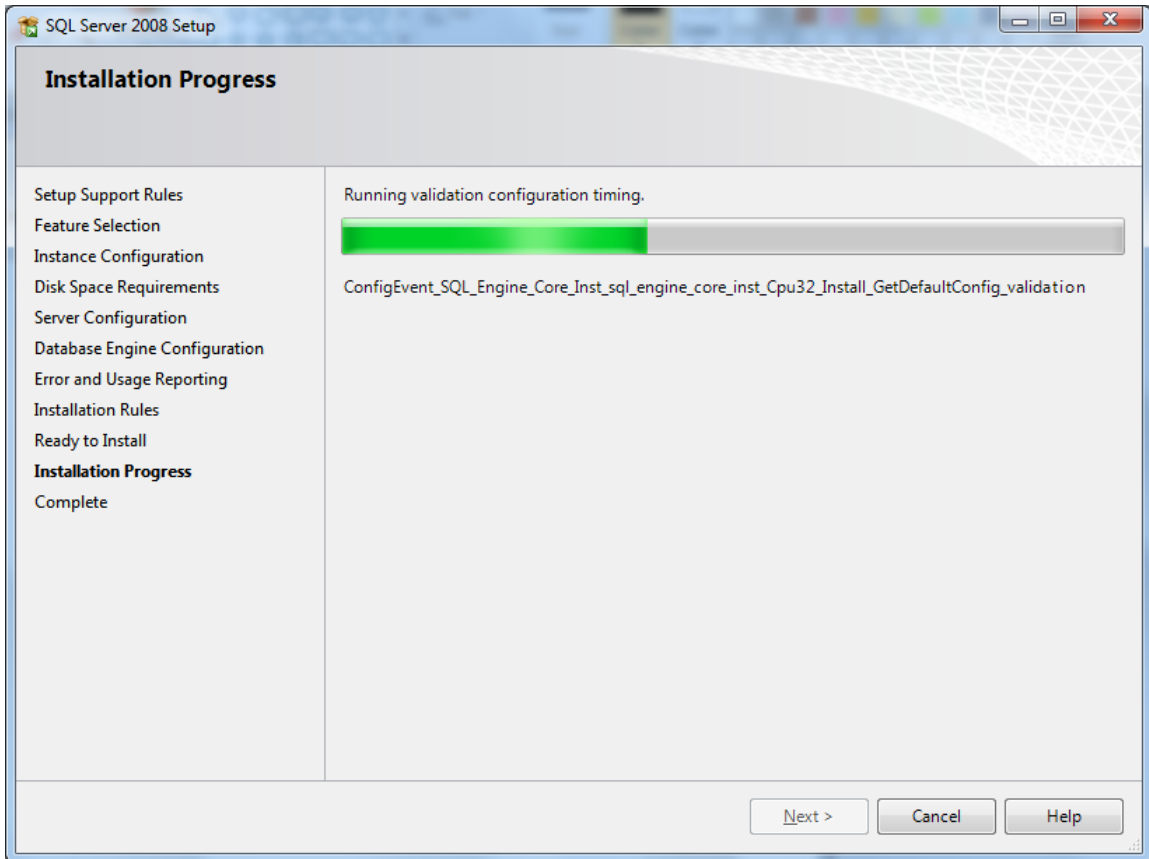 SQL Server 2008 Setup
Installation Progress
Setup Support Rules
Feature Selection
Instance Configuration
Disk Space Requirements
Server Configuration
Database Engine Configuration
Error and Usage Reporting
Installation Rules
Ready to Install
Installation Progress
Complete
Running validation configuration timing.
ConfigEvent_SQL_Engine_Core_Inst_sql_engine_core_inst_Cpu32_Install_GetDefaultConfig_validation
Next >
Cancel
Help